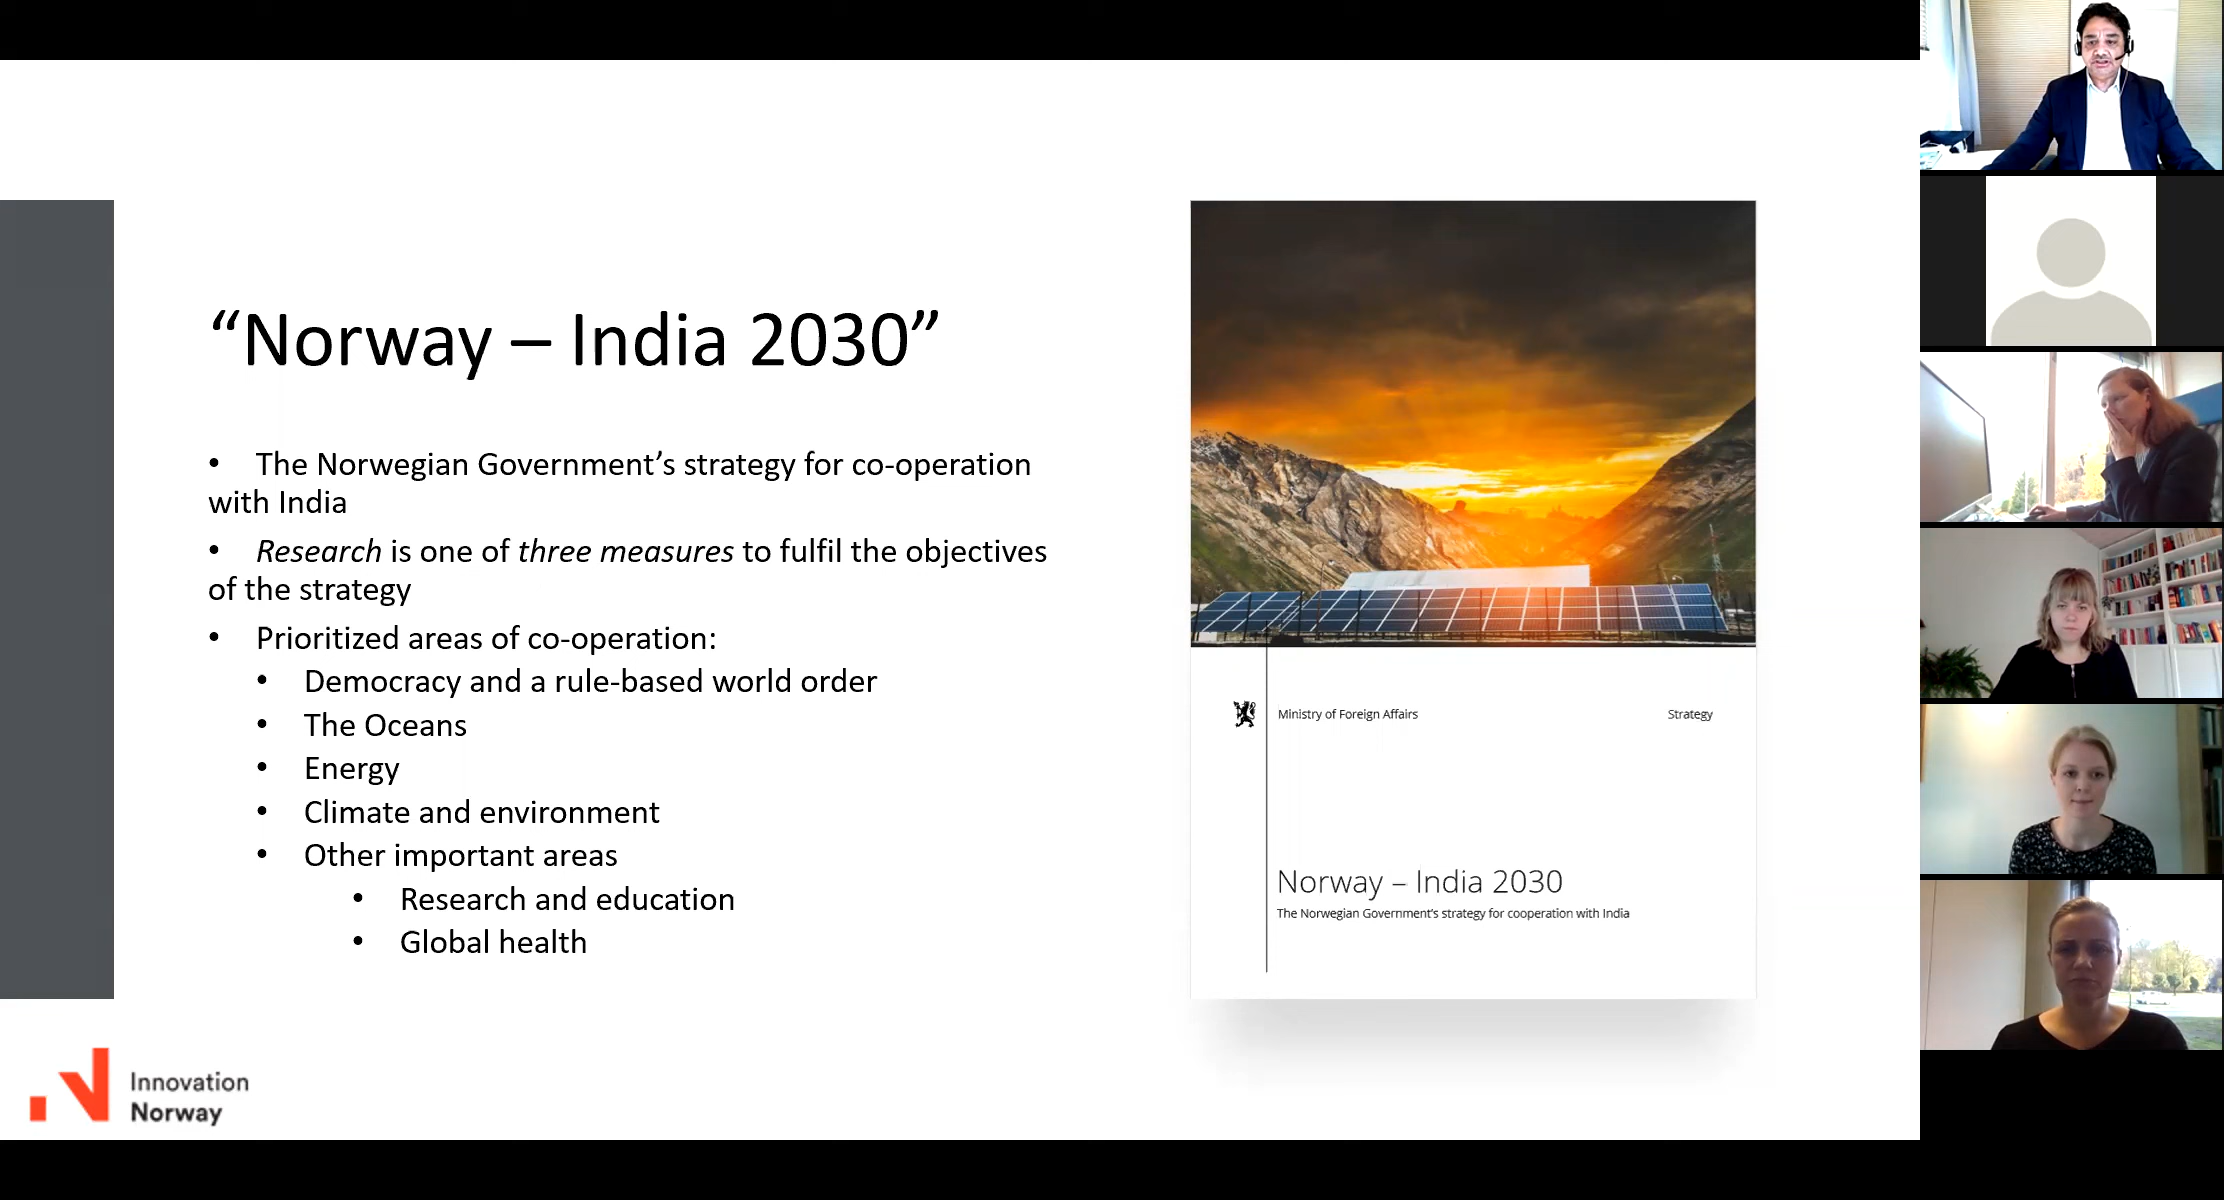 “Norway – India 2030”
• The Norwegian Government’s strategy for co-operation
with India
• Research is one of three measures to fulfil the objectives
of the strategy
• Prioritized areas of co-operation:
• Democracy and a rule-based world order
• The Oceans
• Energy
• Climate and environment
• Other important areas
• Research and education
• Global health
Innovation
Norway
Ministry of Foreign Affairs
Strategy
Norway – India 2030
The Norwegian Government’s strategy for cooperation with India